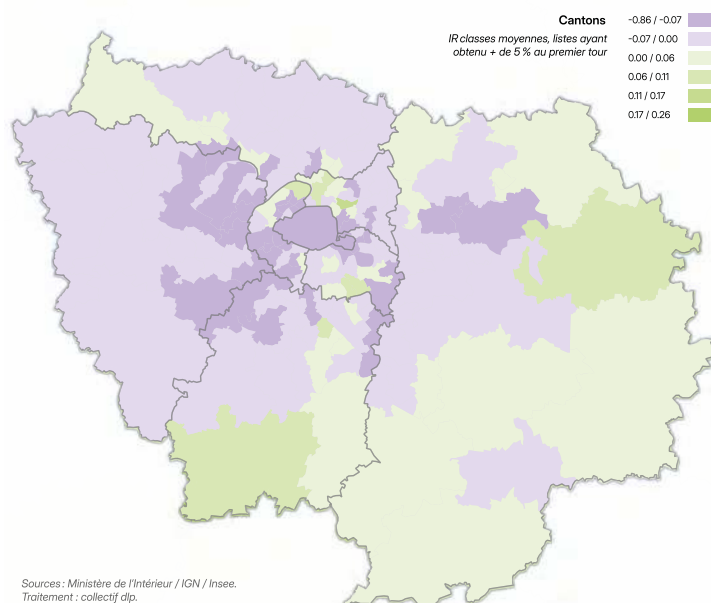 Cantons
IR classes moyennes, listes ayant
obtenu + de 5 % au premier tour
-0.86 / -0.07
-0.07 / 0.00
0.00 / 0.06
0.06 / 0.11
0.11 / 0.17
0.17 / 0.26
Sources : Ministère de l'Intérieur / IGN / Insee.
Traitement : collectif dlp.